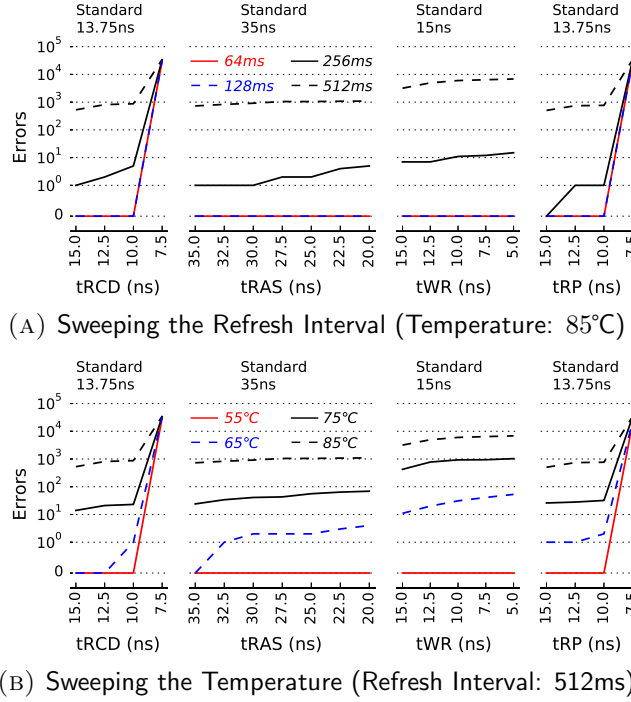 Standard 13.75ns
Standard 35ns
Standard 15ns
Standard 13.75ns
Errors
10^5
10^4
10^3
10^2
10^1
10^0
0
64ms
128ms
256ms
512ms
15.0 12.5 10.0 7.5
35.0 32.5 30.0 27.5 25.0 22.5 20.0
15.0 12.5 10.0 7.5 5.0
15.0 12.5 10.0 7.5
tRCD (ns)
tRAS (ns)
tWR (ns)
tRP (ns)
(A) Sweeping the Refresh Interval (Temperature: 85℃)
Standard 13.75ns
Standard 35ns
Standard 15ns
Standard 13.75ns
Errors
10^5
10^4
10^3
10^2
10^1
10^0
0
55℃
65℃
75℃
85℃
15.0 12.5 10.0 7.5
35.0 32.5 30.0 27.5 25.0 22.5 20.0
15.0 12.5 10.0 7.5 5.0
15.0 12.5 10.0 7.5
tRCD (ns)
tRAS (ns)
tWR (ns)
tRP (ns)
(B) Sweeping the Temperature (Refresh Interval: 512ms)